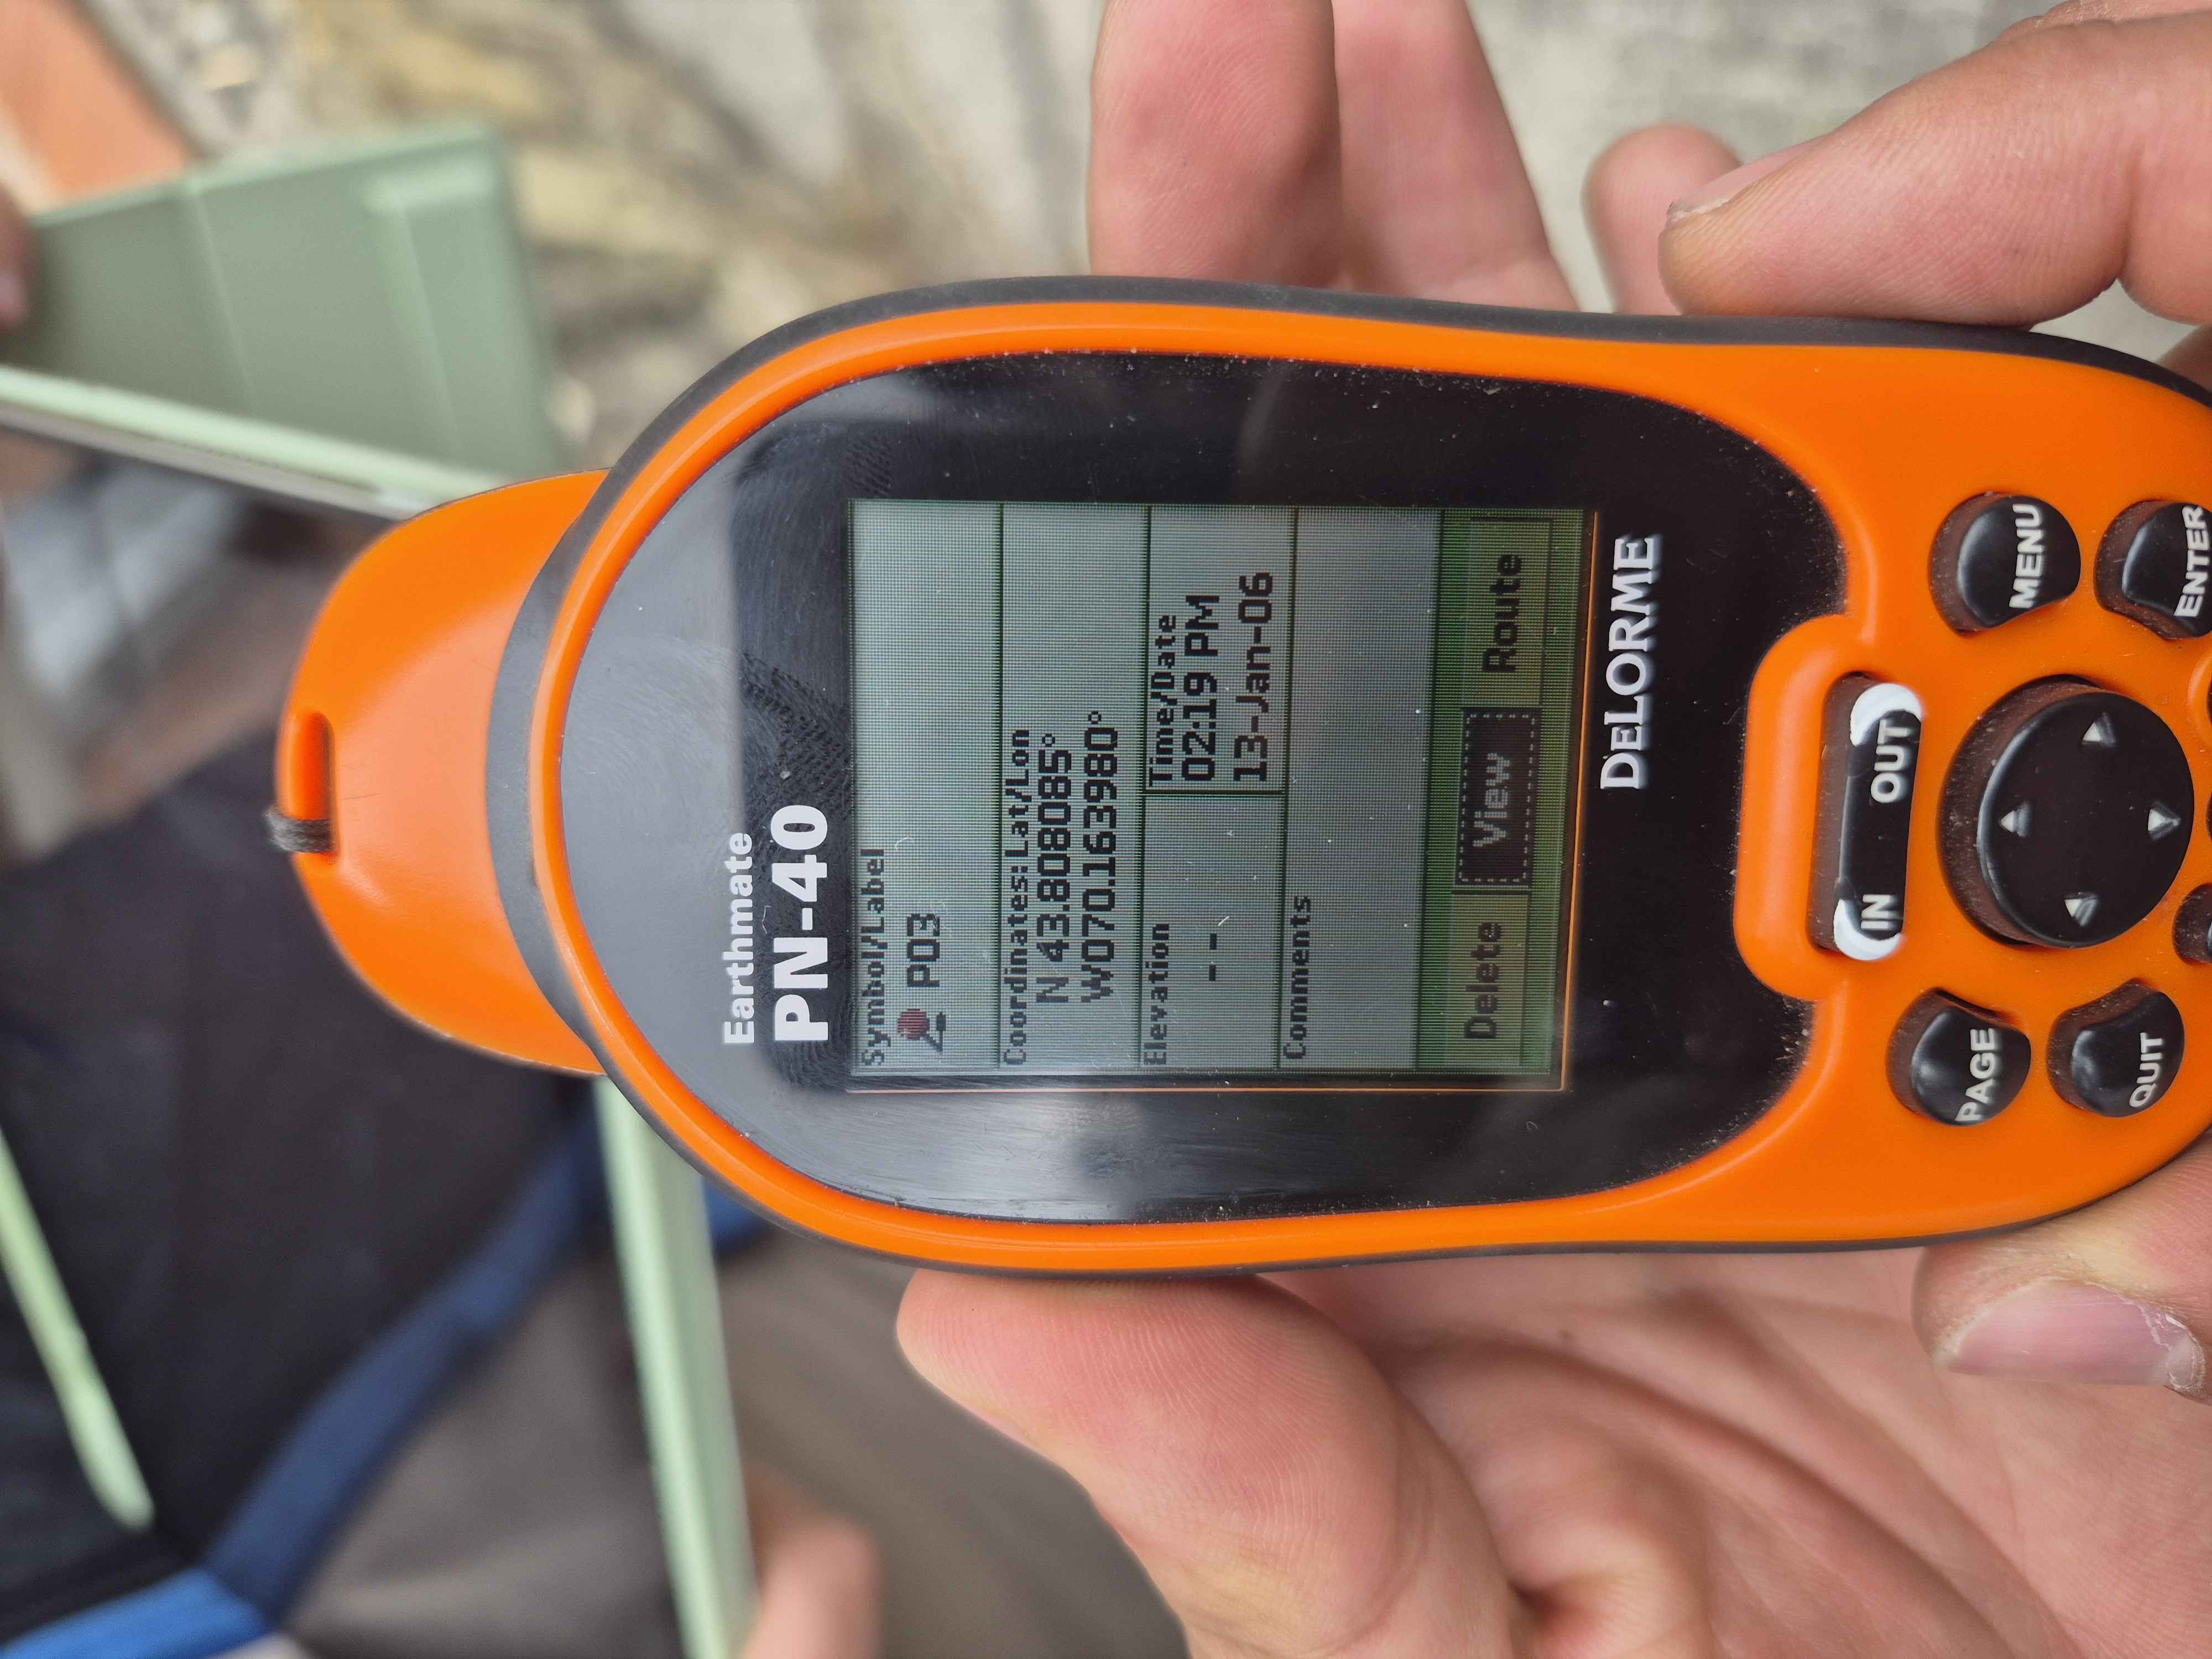 Earthmate
PN-40
Symbol/Label
P03
Coordinates: Lat/Lon
N 43.808085°
W070.163980°
Elevation
- -
Time/Date
02:19 PM
13-Jan-06
Comments
Delete View Route
DELORME
PAGE IN OUT MENU
QUIT ENTER